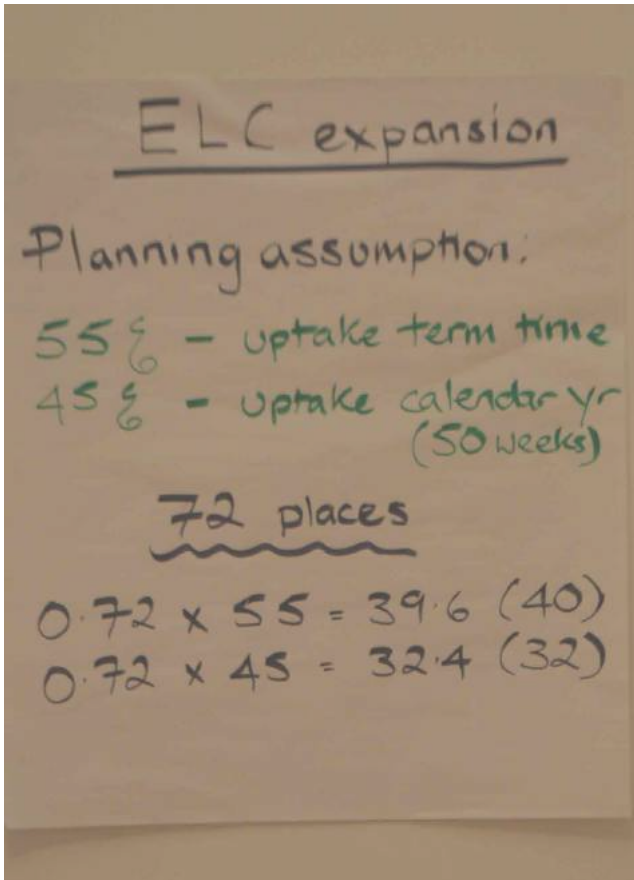 ELC expansion
Planning assumption:
55% - uptake term time
45% - uptake calendar yr
(50 weeks)
72 places
0.72 x 55 = 39.6 (40)
0.72 x 45 = 32.4 (32)